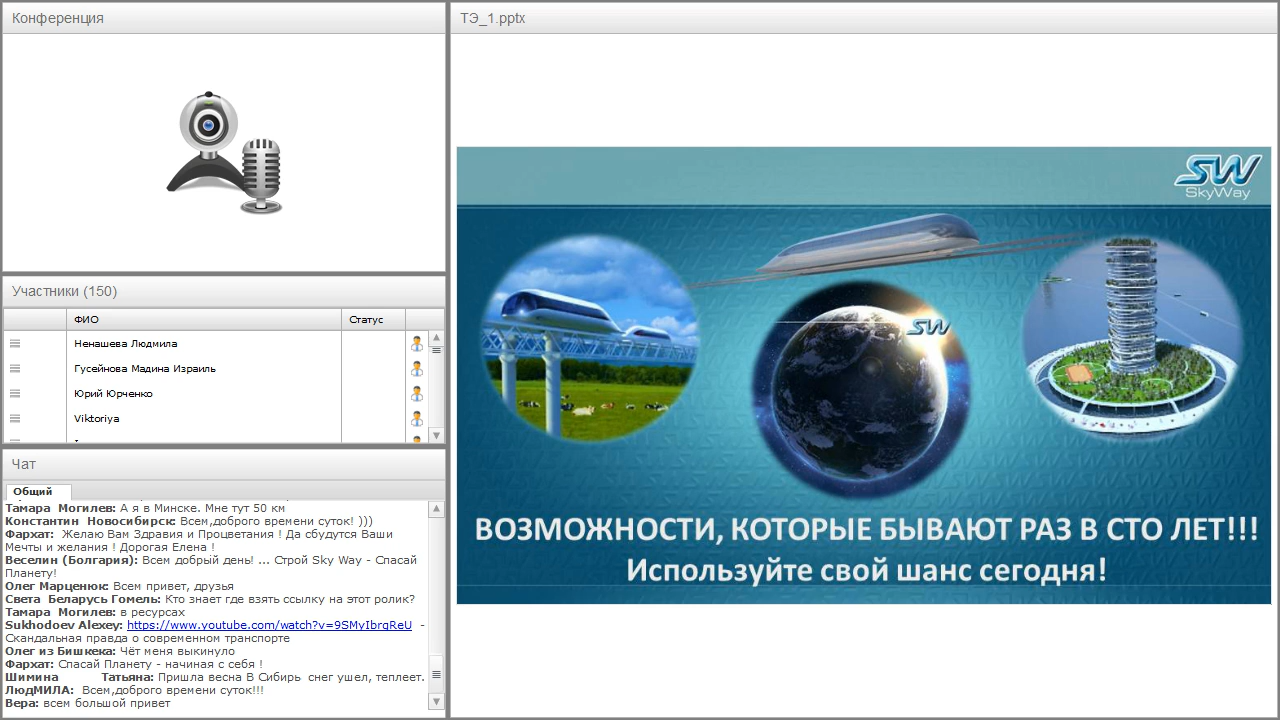 Конференция
Участники (150)
ФИО
Статус
Ненашева Людмила
Гусейнова Мадина Израиль
Юрий Юрченко
Viktoriya
Чат
Общий
Тамара Могилев: А я в Минске. Мне тут 50 км
Константин Новосибирск: Всем,доброго времени суток! )))
Фархат: Желаю Вам Здравия и Процветания ! Да сбудутся Ваши
Мечты и желания ! Дорогая Елена !
Веселин (Болгария): Всем добрый день! ... Строй Sky Way - Спасай
Планету!
Олег Марценюк: Всем привет, друзья
Света Беларусь Гомель: Кто знает где взять ссылку на этот ролик?
Тамара Могилев: в ресурсах
Sukhodoev Alexey: https://www.youtube.com/watch?v=9SMyIbrgReU -
Скандальная правда о современном транспорте
Олег из Бишкека: Чёт меня выкинуло
Фархат: Спасай Планету - начиная с себя !
Шимина Татьяна: Пришла весна В Сибирь снег ушел, теплеет.
ЛюдМИЛА: Всем,доброго времени суток!!!
Вера: всем большой привет
ТЭ_1.pptx
SW
SkyWay
SW
ВОЗМОЖНОСТИ, КОТОРЫЕ БЫВАЮТ РАЗ В СТО ЛЕТ!!!
Используйте свой шанс сегодня!